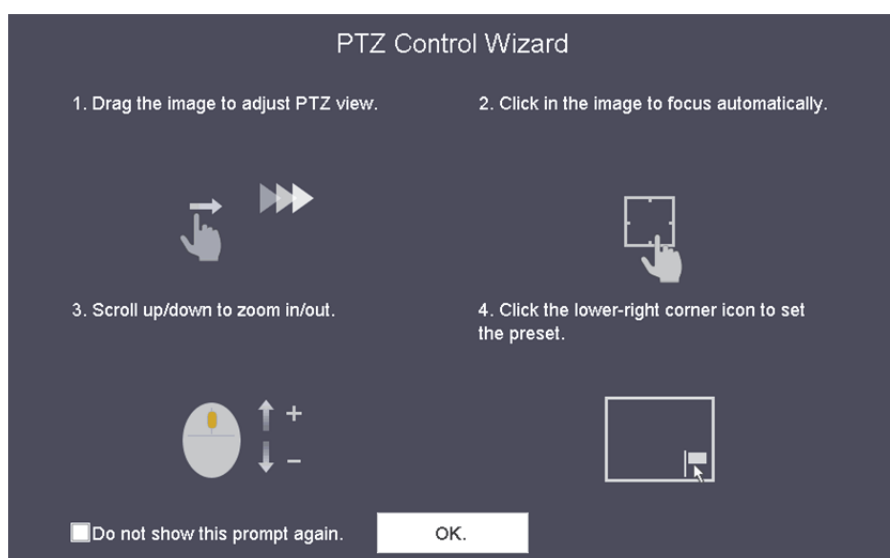 PTZ Control Wizard
1. Drag the image to adjust PTZ view.
2. Click in the image to focus automatically.
3. Scroll up/down to zoom in/out.
4. Click the lower-right corner icon to set
the preset.
Do not show this prompt again.
OK.